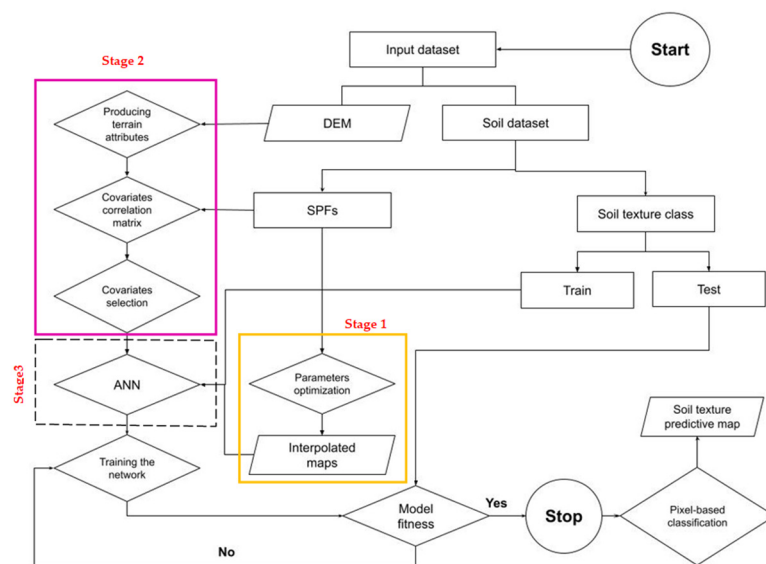 Start
Input dataset
Stage 2
DEM
Soil dataset
Producing
terrain
attributes
Covariates
correlation
matrix
SPFs
Soil texture class
Covariates
selection
Train
Test
Stage 1
Stage3
ANN
Parameters
optimization
Interpolated
maps
Soil texture
predictive map
Training the
network
Model
fitness
Yes
Stop
Pixel-based
classification
No